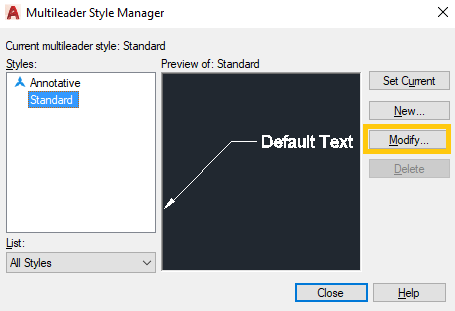 Multileader Style Manager
Current multileader style: Standard
Styles:
Annotative
Standard
Preview of: Standard
Default Text
Set Current
New...
Modify...
Delete
List:
All Styles
Close
Help